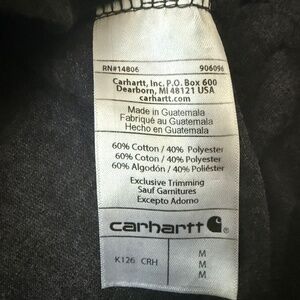 RN#14806 906096
Carhartt, Inc. P.O. Box 600
Dearborn, MI 48121 USA
carhartt.com
Made in Guatemala
Fabriqué au Guatemala
Hecho en Guatemala
60% Cotton / 40% Polyester
60% Coton / 40% Polyester
60% Algodón / 40% Poliéster
Exclusive Trimming
Sauf Garnitures
Excepto Adorno
carhartt®
K126 CRH M
M
M